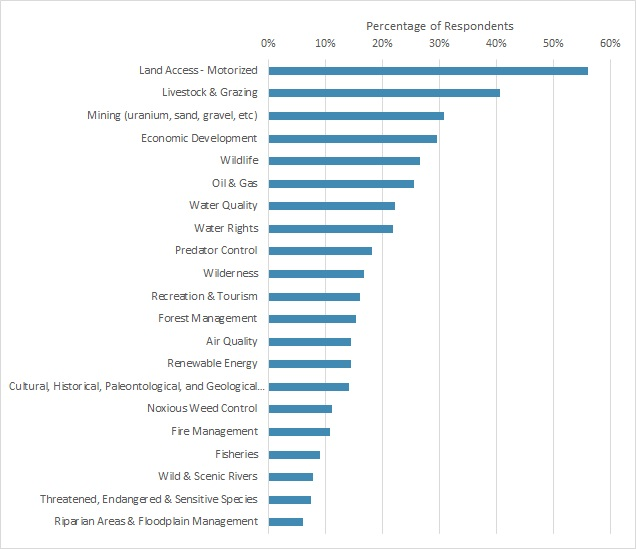 Percentage of Respondents
0% 10% 20% 30% 40% 50% 60%
Land Access - Motorized
Livestock & Grazing
Mining (uranium, sand, gravel, etc)
Economic Development
Wildlife
Oil & Gas
Water Quality
Water Rights
Predator Control
Wilderness
Recreation & Tourism
Forest Management
Air Quality
Renewable Energy
Cultural, Historical, Paleontological, and Geological...
Noxious Weed Control
Fire Management
Fisheries
Wild & Scenic Rivers
Threatened, Endangered & Sensitive Species
Riparian Areas & Floodplain Management